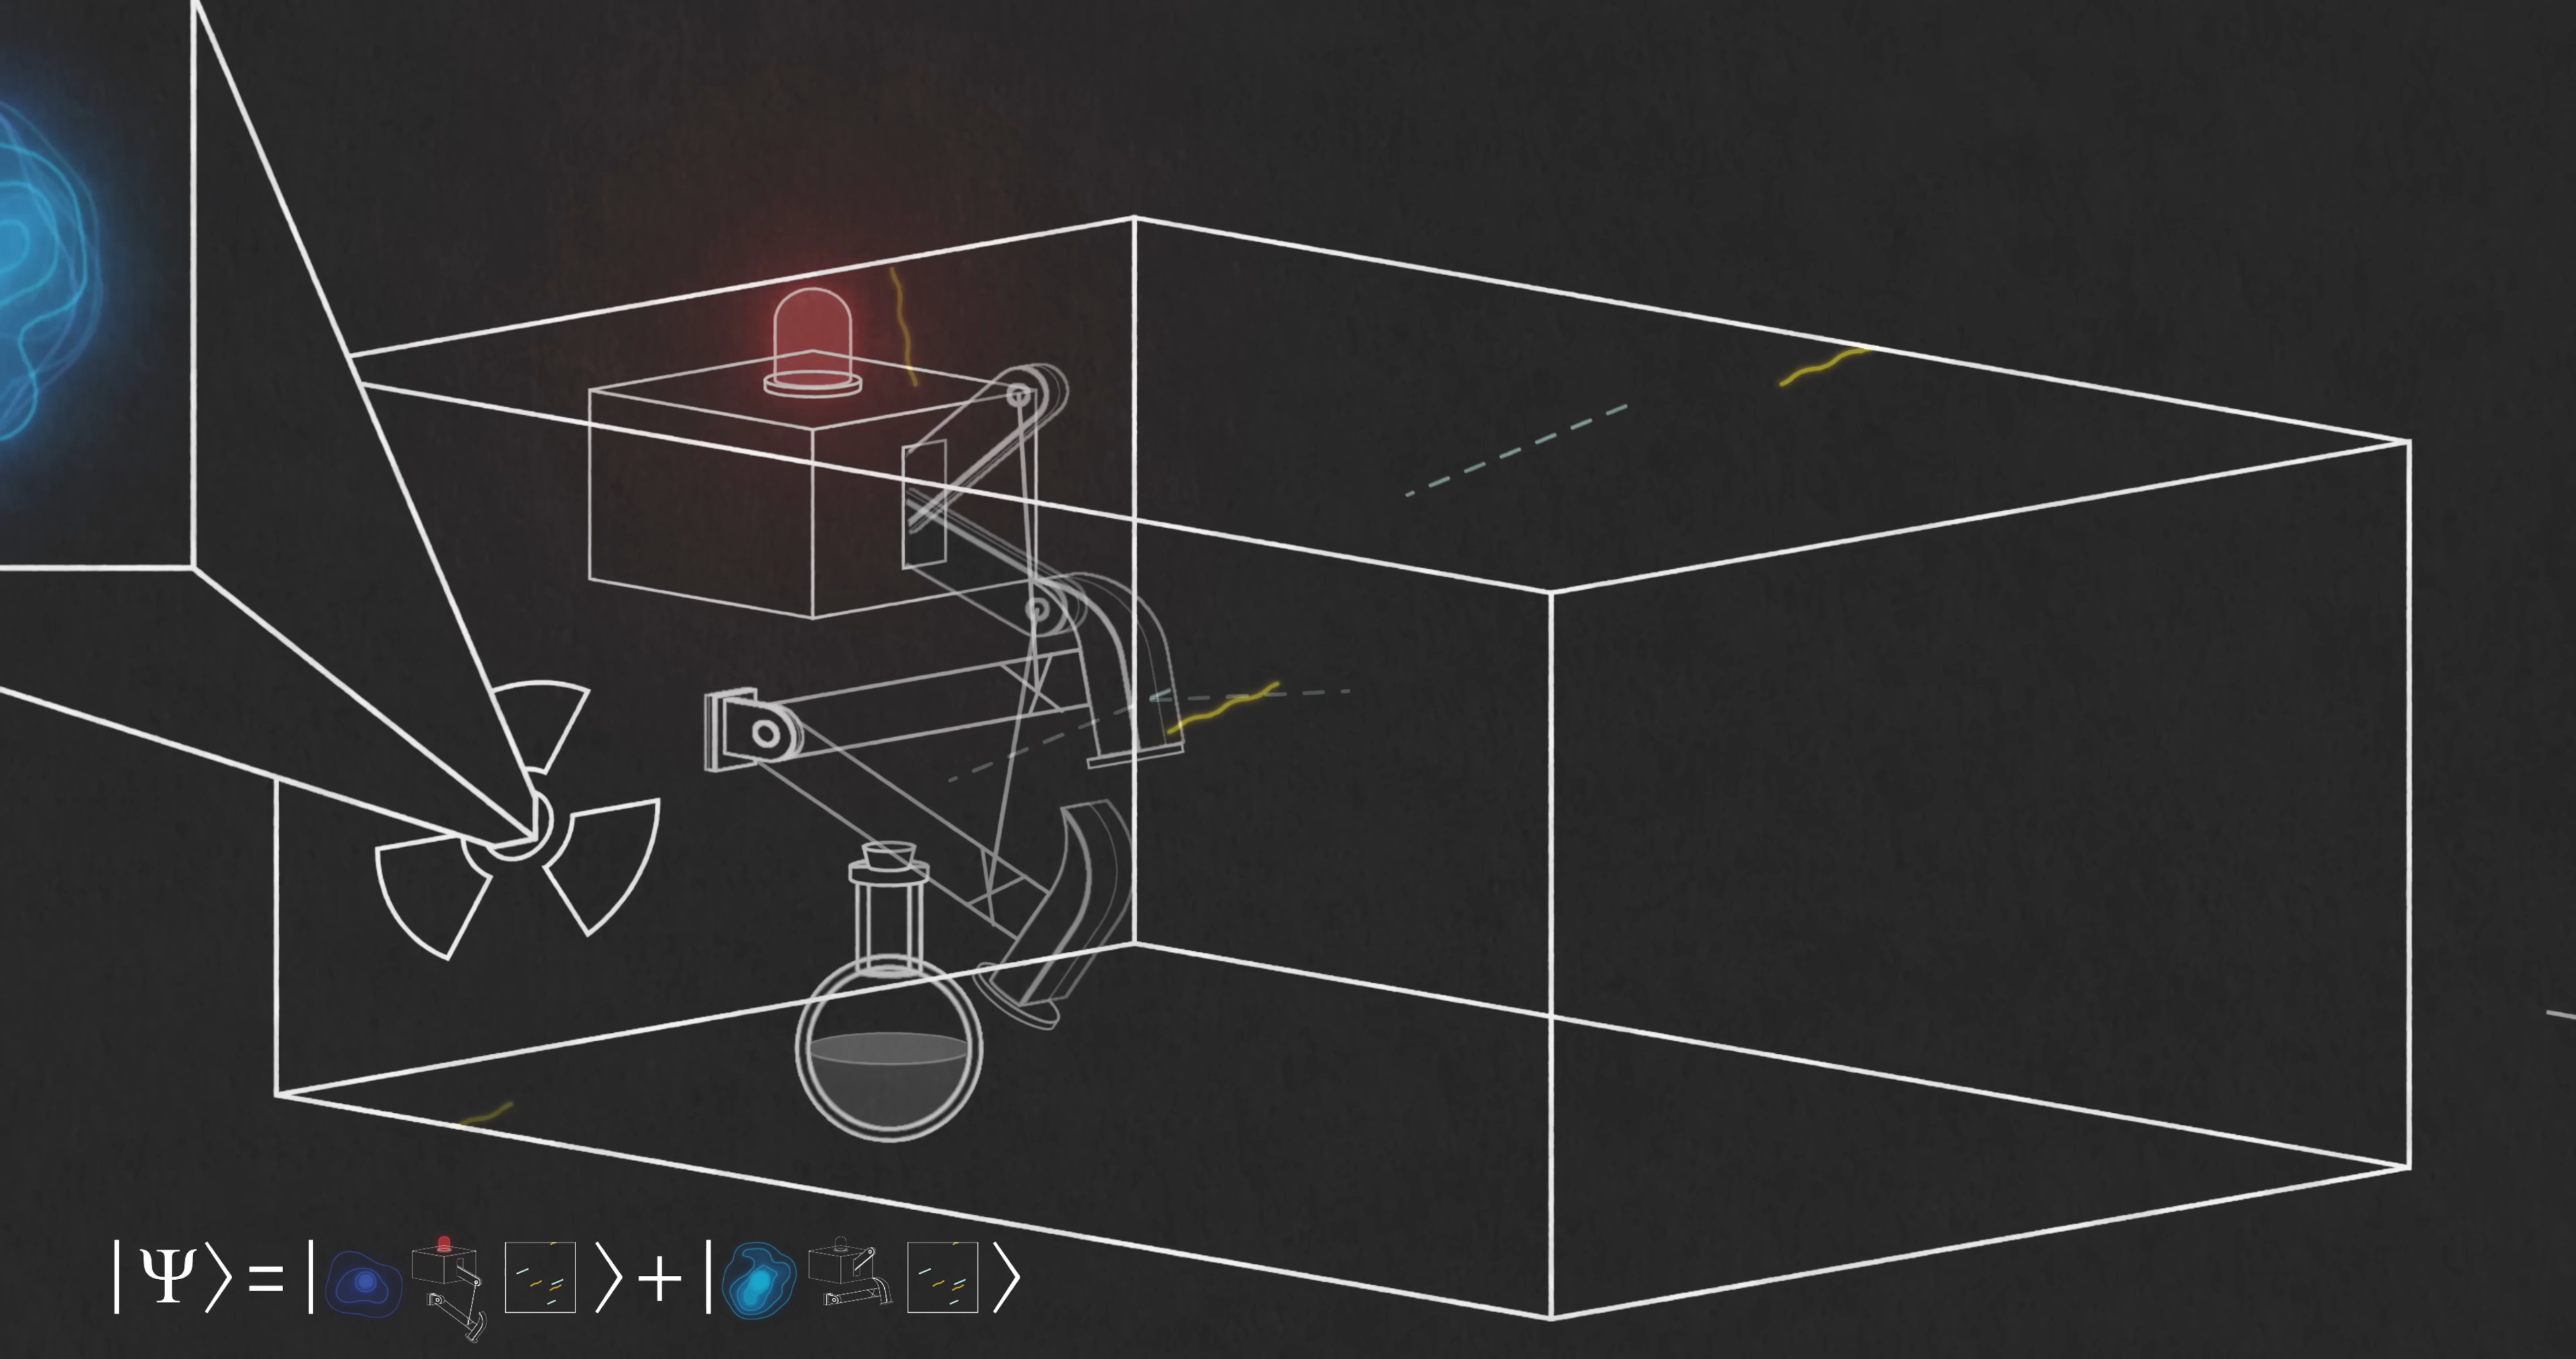 |Ψ⟩ = | ⟩ + | ⟩